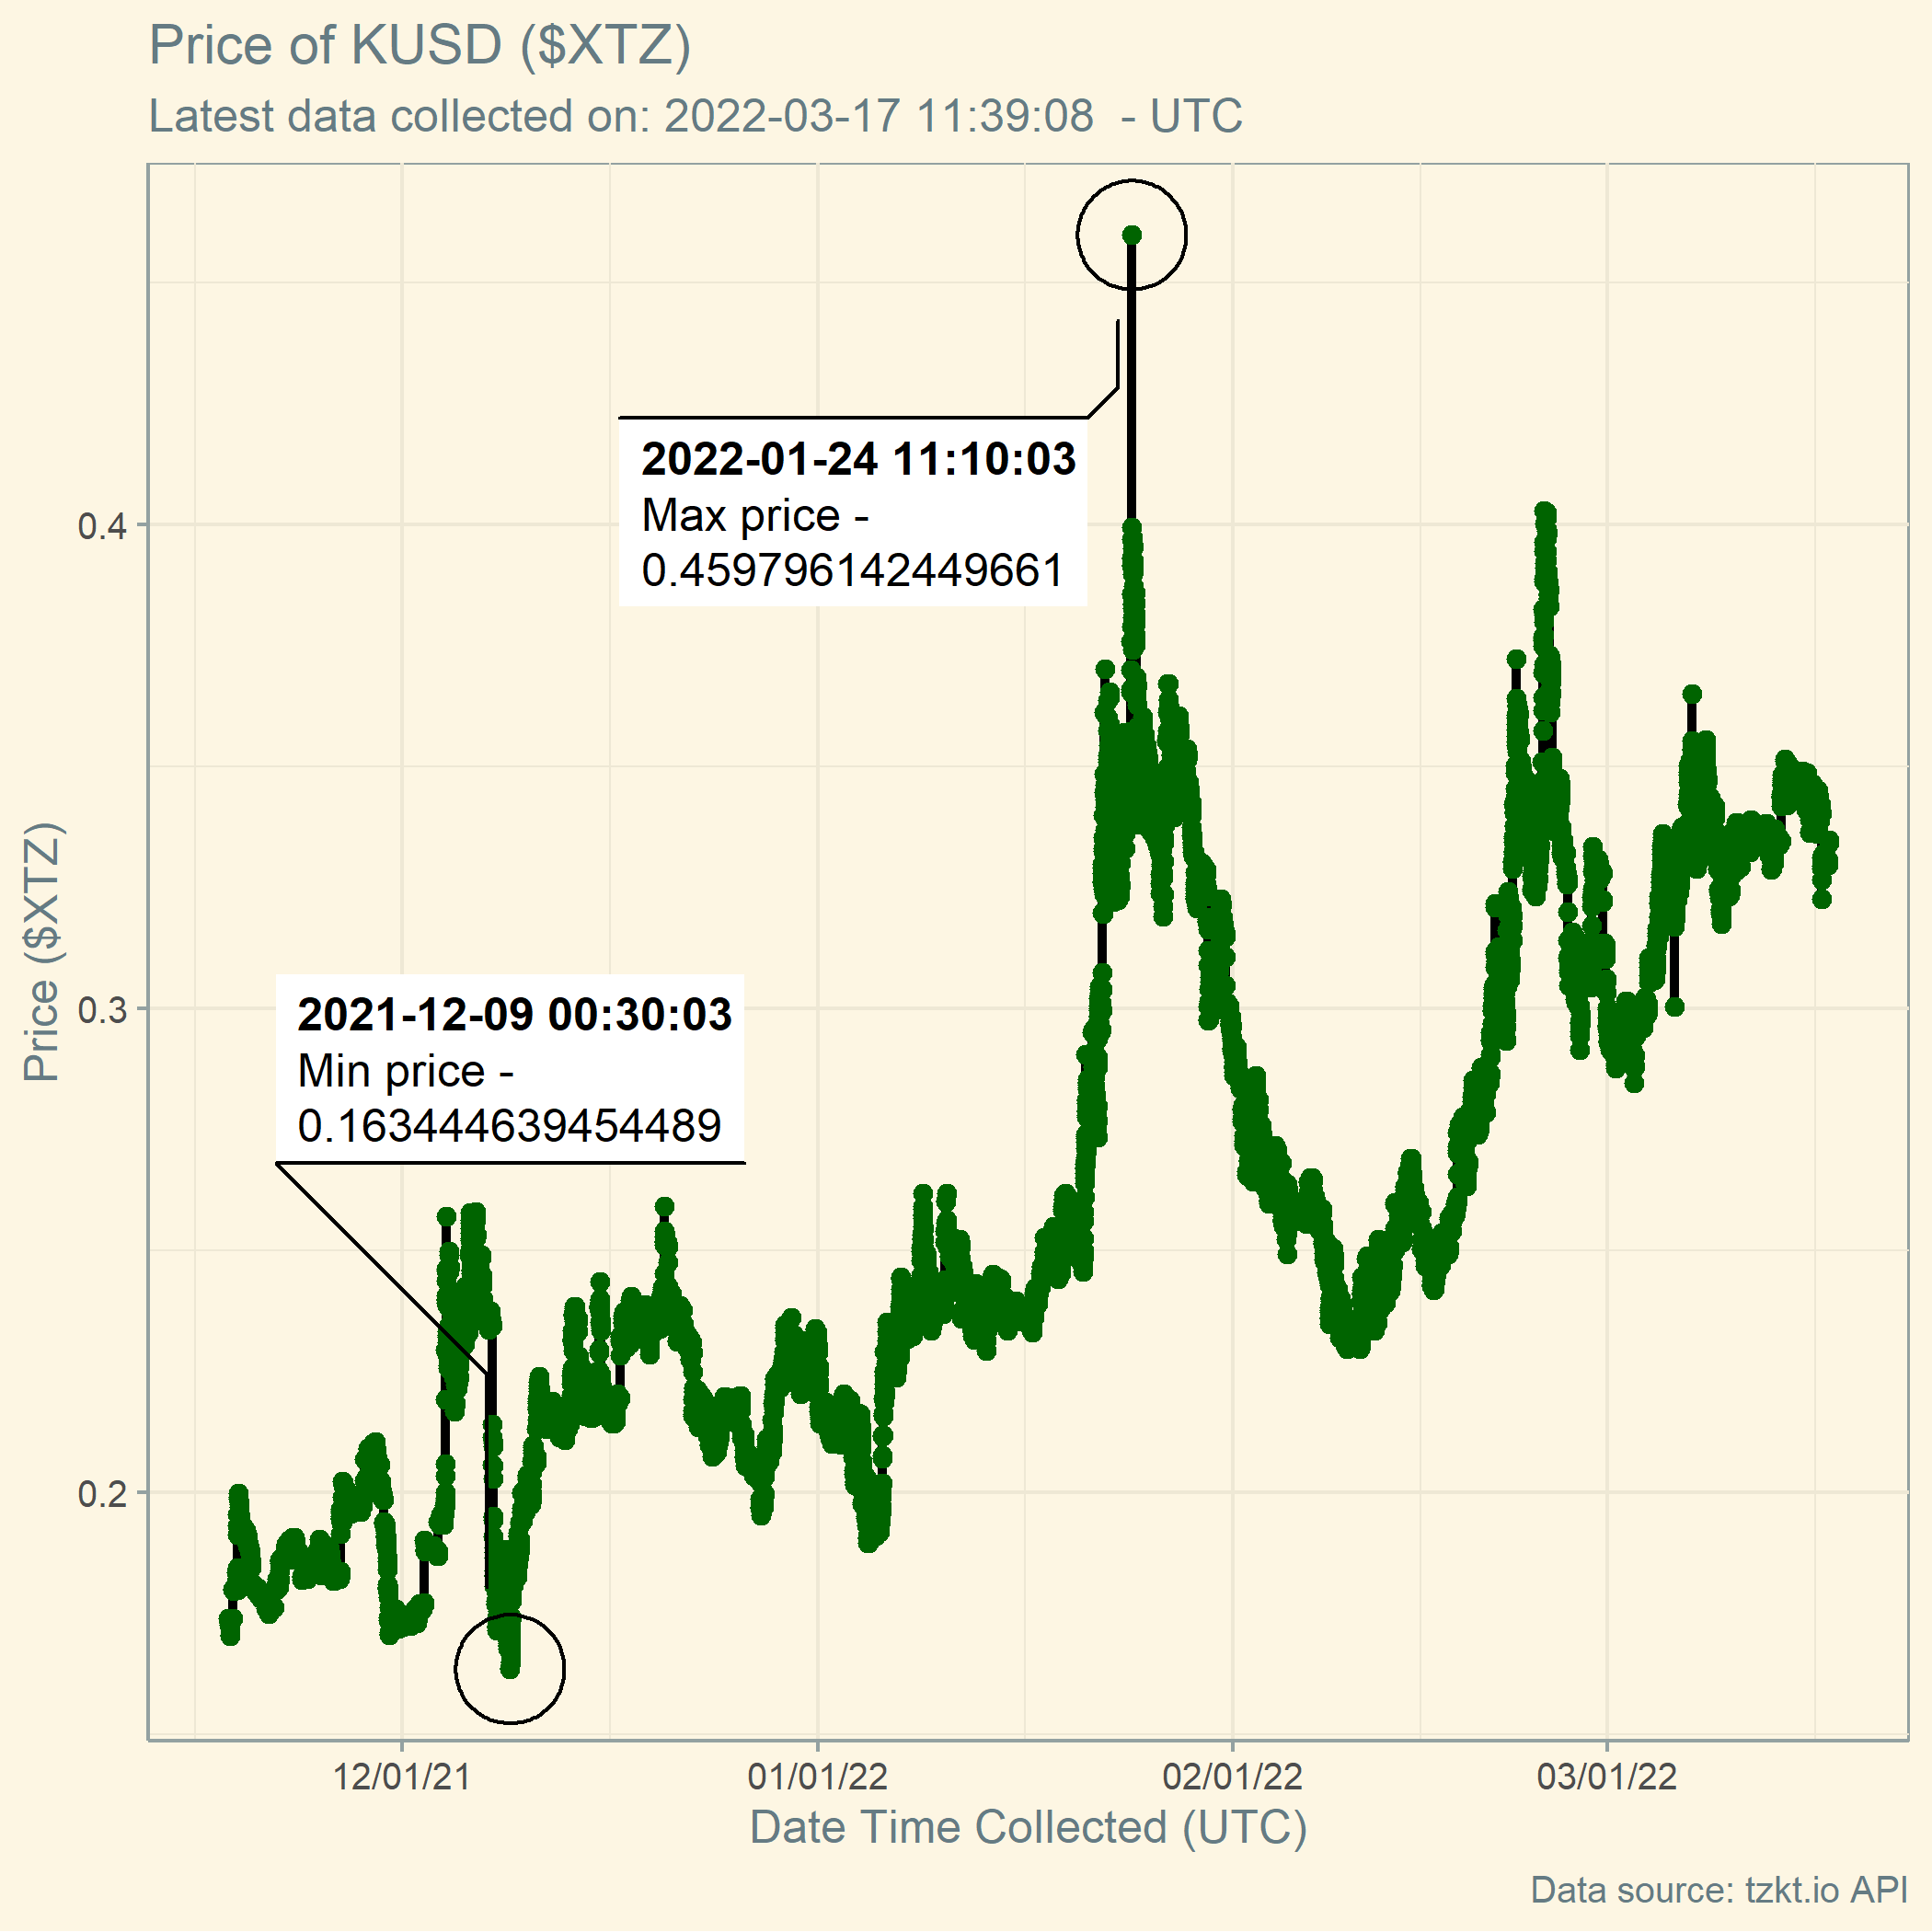 Price of KUSD ($XTZ)
Latest data collected on: 2022-03-17 11:39:08  - UTC
2022-01-24 11:10:03
Max price -
0.459796142449661
0.4
2021-12-09 00:30:03
Min price -
0.163444639454489
0.3
0.2
Price ($XTZ)
12/01/21
01/01/22
02/01/22
03/01/22
Date Time Collected (UTC)
Data source: tzkt.io API